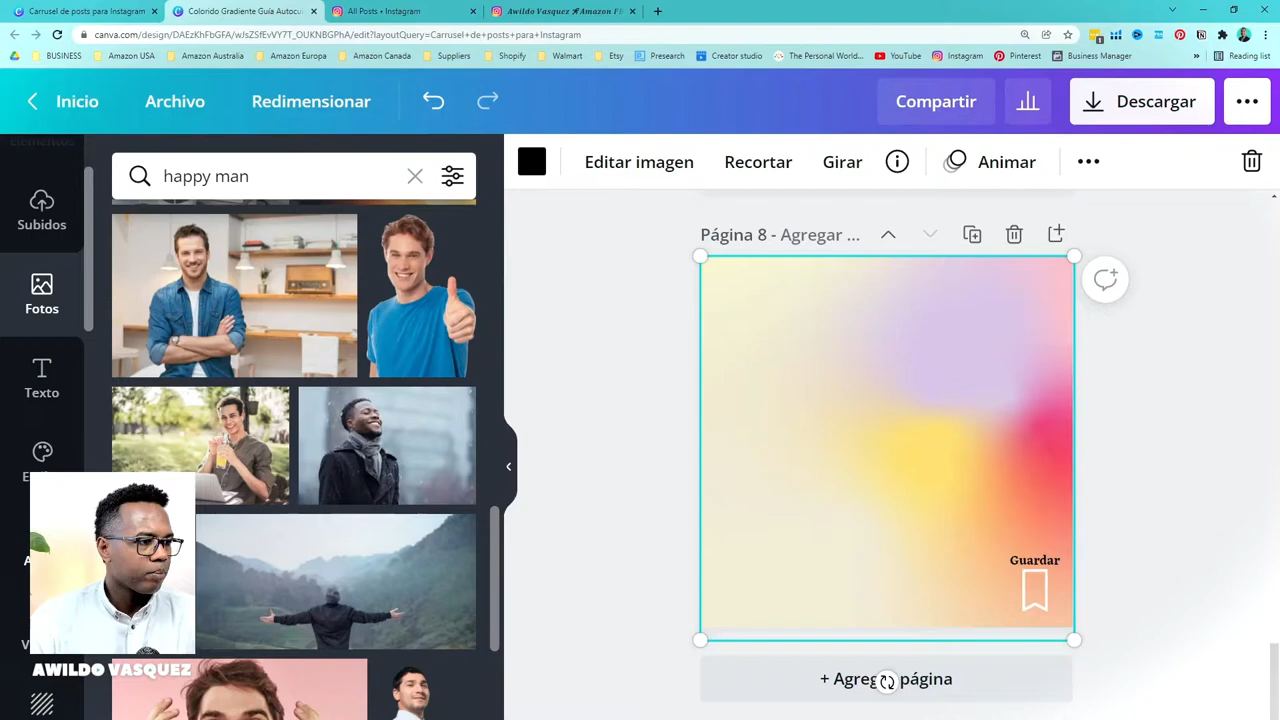 Carrusel de posts para Instagram
Colorido Gradiente Guía Autocu
All Posts • Instagram
Awildo Vasquez
Amazon F
canva.com/design/DAEzKhFbGFA/wJsZSfEvVY7T_OUKNBGPhA/edit?layoutQuery=Carrusel+de+posts+para+Instagram
BUSINESS
Amazon USA
Amazon Australia
Amazon Europa
Amazon Canada
Suppliers
Shopify
Walmart
Etsy
Presearch
Creator studio
The Personal World...
YouTube
Instagram
Pinterest
Business Manager
»
Reading list
Inicio
Archivo
Redimensionar
Compartir
Descargar
Elementos
happy man
Editar imagen
Recortar
Girar
Animar
Subidos
Página 8 - Agregar ...
Fotos
Texto
Guardar
AWILDO VASQUEZ
+ Agreg página